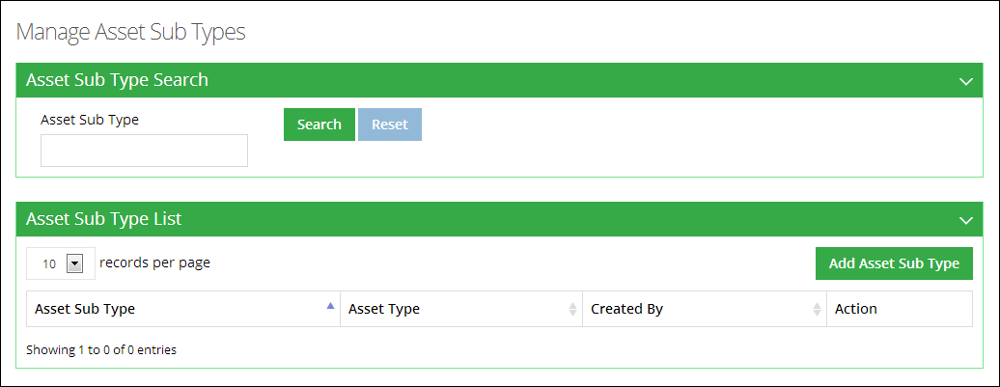 Manage Asset Sub Types
Asset Sub Type Search
Asset Sub Type
Search Reset
Asset Sub Type List
10 records per page
Add Asset Sub Type
Asset Sub Type Asset Type Created By Action
Showing 1 to 0 of 0 entries